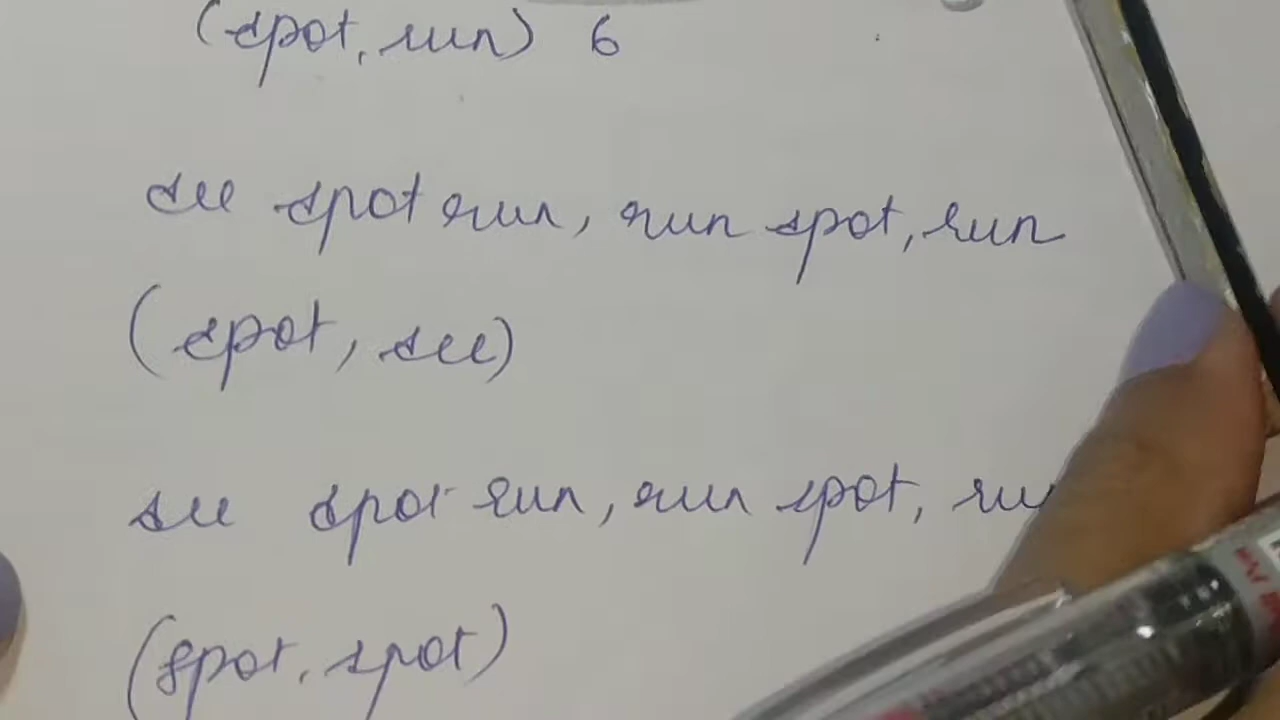 (spot, run) 6
see spot run, run spot, run
(spot, see)
see spot run, run spot,
(spot, spot)